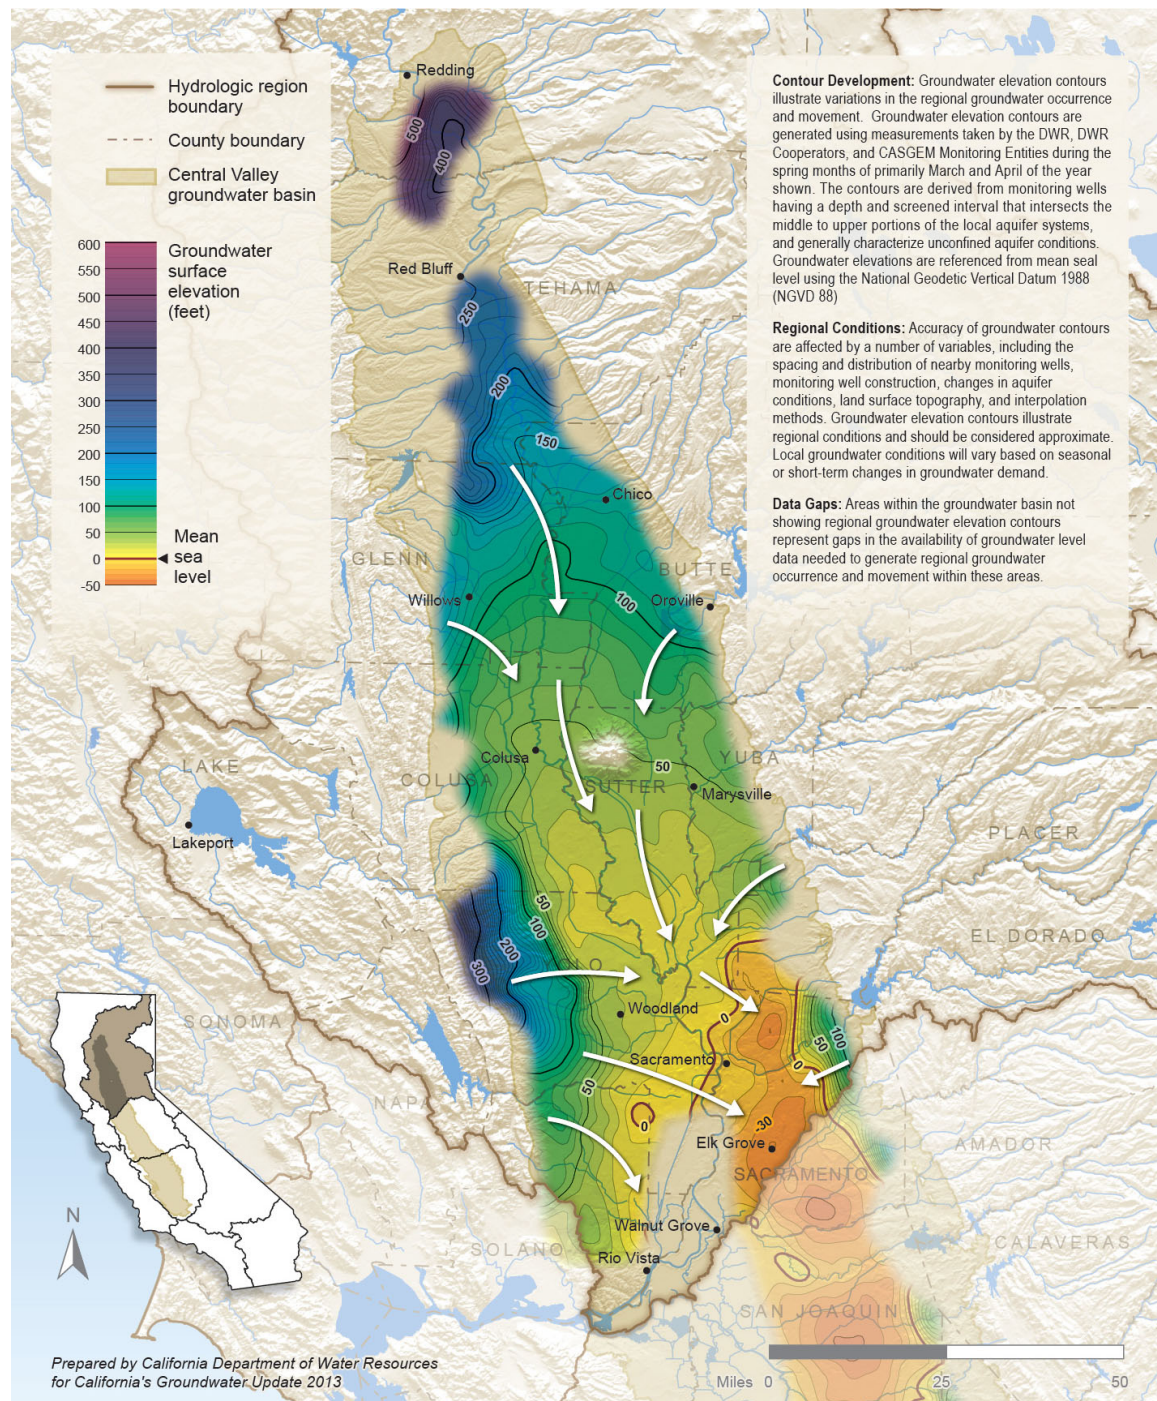 Hydrologic region
boundary
County boundary
Central Valley
groundwater basin
600
550
500
450
400
350
300
250
200
150
100
50
0
-50
Groundwater
surface
elevation
(feet)
Mean
sea
level
Contour Development: Groundwater elevation contours
illustrate variations in the regional groundwater occurrence
and movement. Groundwater elevation contours are
generated using measurements taken by the DWR, DWR
Cooperators, and CASGEM Monitoring Entities during the
spring months of primarily March and April of the year
shown. The contours are derived from monitoring wells
having a depth and screened interval that intersects the
middle to upper portions of the local aquifer systems,
and generally characterize unconfined aquifer conditions.
Groundwater elevations are referenced from mean seal
level using the National Geodetic Vertical Datum 1988
(NGVD 88)
Regional Conditions: Accuracy of groundwater contours
are affected by a number of variables, including the
spacing and distribution of nearby monitoring wells,
monitoring well construction, changes in aquifer
conditions, land surface topography, and interpolation
methods. Groundwater elevation contours illustrate
regional conditions and should be considered approximate.
Local groundwater conditions will vary based on seasonal
or short-term changes in groundwater demand.
Data Gaps: Areas within the groundwater basin not
showing regional groundwater elevation contours
represent gaps in the availability of groundwater level
data needed to generate regional groundwater
occurrence and movement within these areas.
Redding
500
400
Red Bluff
TEHAMA
250
200
150
Chico
GLENN
BUTTE
Willows
100
Oroville
Colusa
50
YUBA
LAKE
COLUSA
SUTTER
Marysville
Lakeport
PLACER
50
100
200
300
EL DORADO
OLO
Woodland
0
100
50
0
SONOMA
Sacramento
50
NAPA
0
-30
Elk Grove
AMADOR
SACRAMENTO
Walnut Grove
SOLANO
Rio Vista
CALAVERAS
SAN JOAQUIN
N
Prepared by California Department of Water Resources
for California's Groundwater Update 2013
Miles 0 25 50